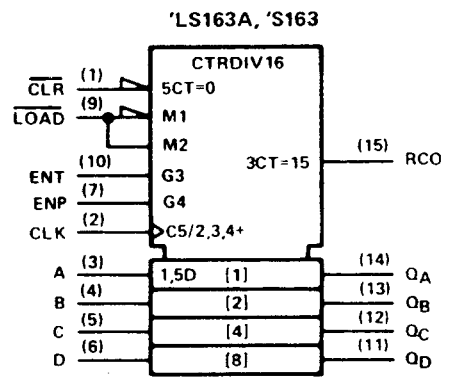 'LS163A, 'S163
CTRDIV16
CLR (1) 5CT=0
LOAD (9) M1
M2
ENT (10) G3 3CT=15 (15) RCO
ENP (7) G4
CLK (2) C5/2,3,4+
A (3) 1,5D [1] (14) QA
B (4) [2] (13) QB
C (5) [4] (12) QC
D (6) [8] (11) QD